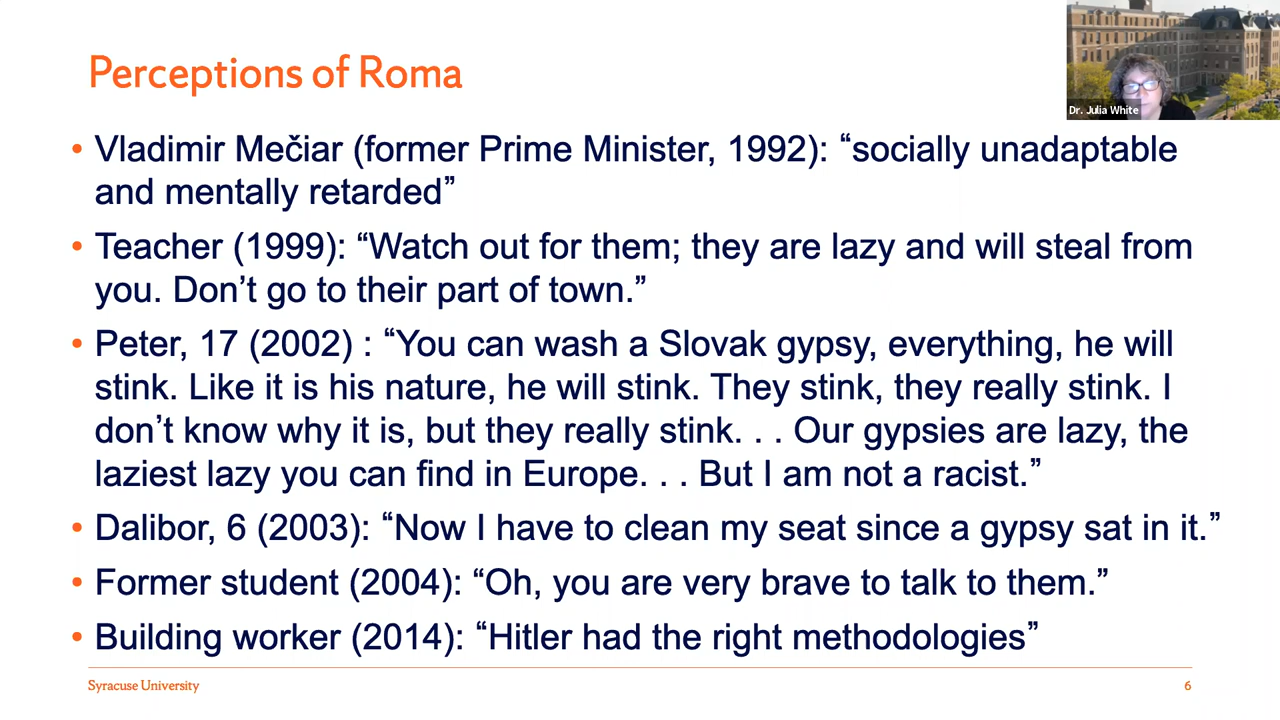 Perceptions of Roma
Dr. Julia White
• Vladimir Mečiar (former Prime Minister, 1992): “socially unadaptable
and mentally retarded”
• Teacher (1999): “Watch out for them; they are lazy and will steal from
you. Don’t go to their part of town.”
• Peter, 17 (2002) : “You can wash a Slovak gypsy, everything, he will
stink. Like it is his nature, he will stink. They stink, they really stink. I
don’t know why it is, but they really stink. . . Our gypsies are lazy, the
laziest lazy you can find in Europe. . . But I am not a racist.”
• Dalibor, 6 (2003): “Now I have to clean my seat since a gypsy sat in it.”
• Former student (2004): “Oh, you are very brave to talk to them.”
• Building worker (2014): “Hitler had the right methodologies”
Syracuse University
6